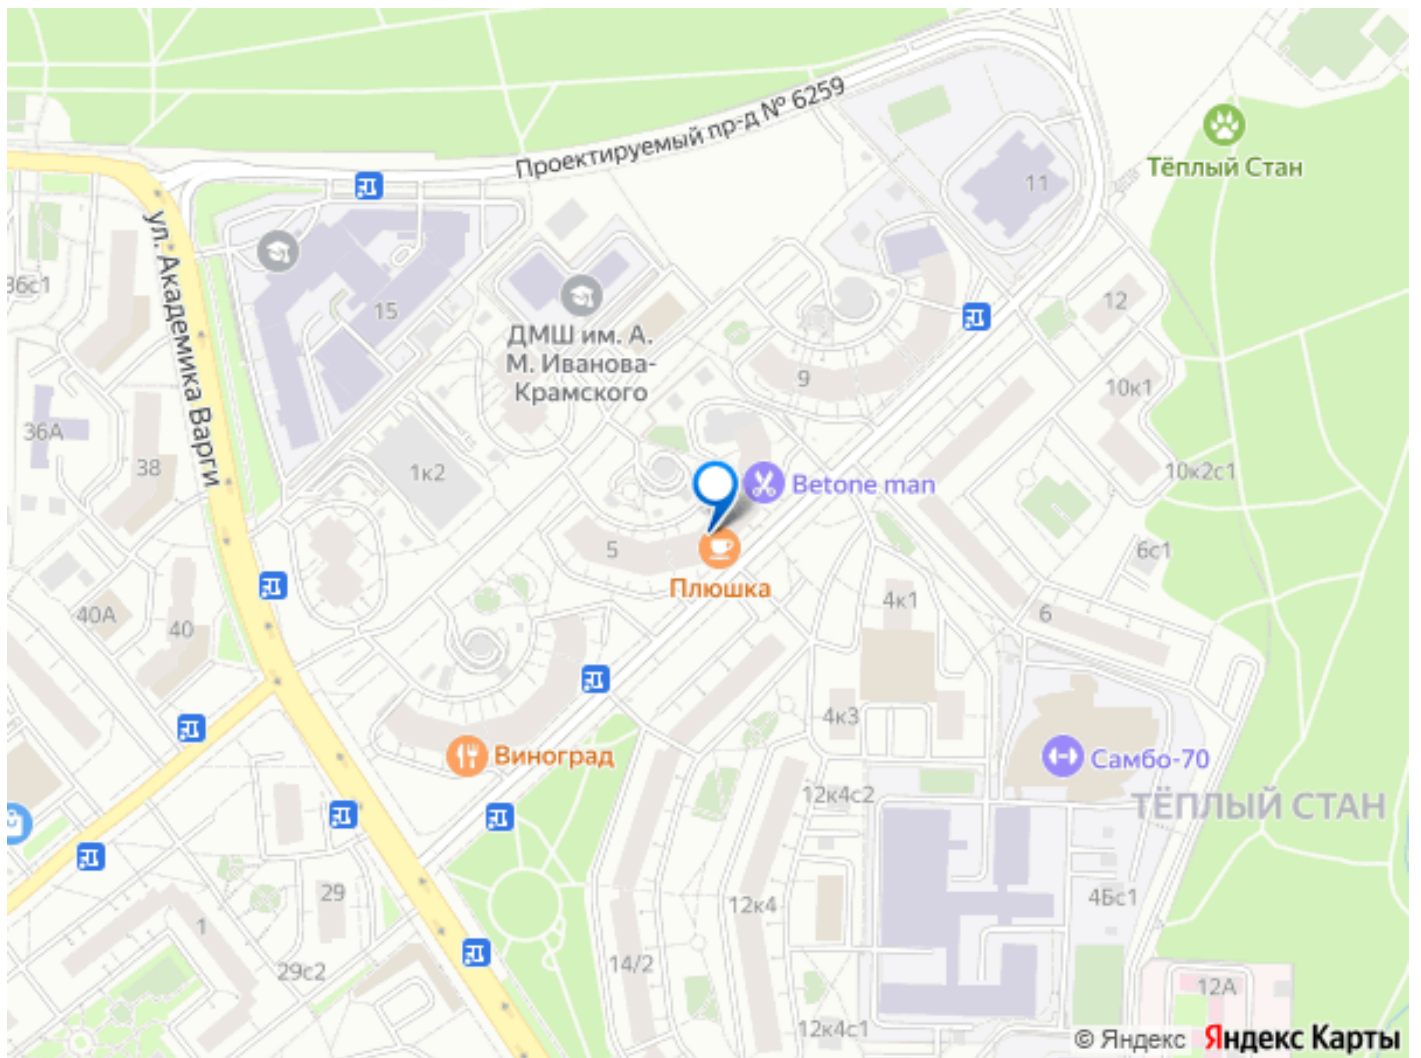 Проектируемый пр-д № 6259
Тёплый Стан
11
ул. Академика Варги
36с1
15
12
ДМШ им. А.
М. Иванова-
Крамского
9
10к1
36А
38
1к2
10к2с1
Betone man
5
6с1
Плюшка
4к1
40А
40
6
4к3
Виноград
Самбо-70
12к4с2
ТЁПЛЫЙ СТАН
29
12к4
4Бс1
1
14/2
29с2
12А
12к4с1
© Яндекс Яндекс Карты